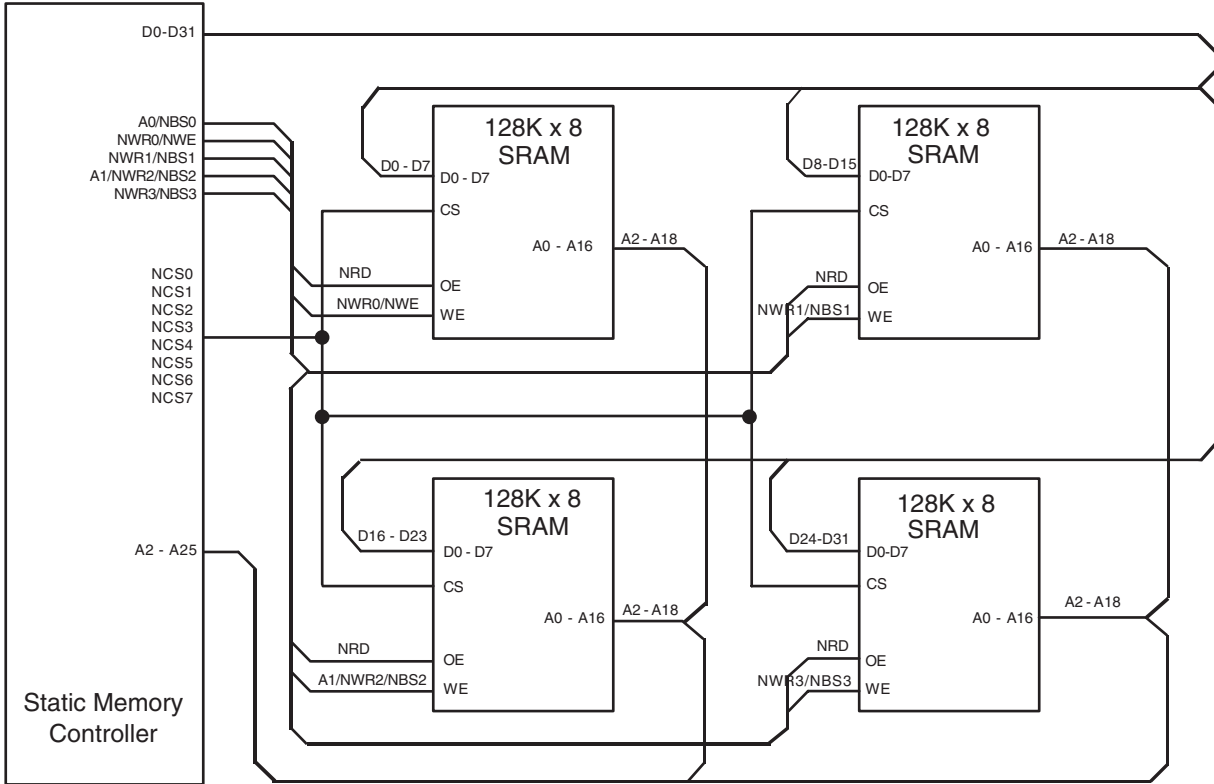 D0-D31
A0/NBS0
NWR0/NWE
NWR1/NBS1
A1/NWR2/NBS2
NWR3/NBS3
NCS0
NCS1
NCS2
NCS3
NCS4
NCS5
NCS6
NCS7
A2 - A25
Static Memory
Controller
128K x 8
SRAM
D0 - D7
D0 - D7
CS
A0 - A16
A2 - A18
NRD
OE
NWR0/NWE
WE
128K x 8
SRAM
D8-D15
D0-D7
CS
A0 - A16
A2 - A18
NRD
OE
NWR1/NBS1
WE
128K x 8
SRAM
D16 - D23
D0 - D7
CS
A0 - A16
A2 - A18
NRD
OE
A1/NWR2/NBS2
WE
128K x 8
SRAM
D24-D31
D0-D7
CS
A0 - A16
A2 - A18
NRD
OE
NWR3/NBS3
WE